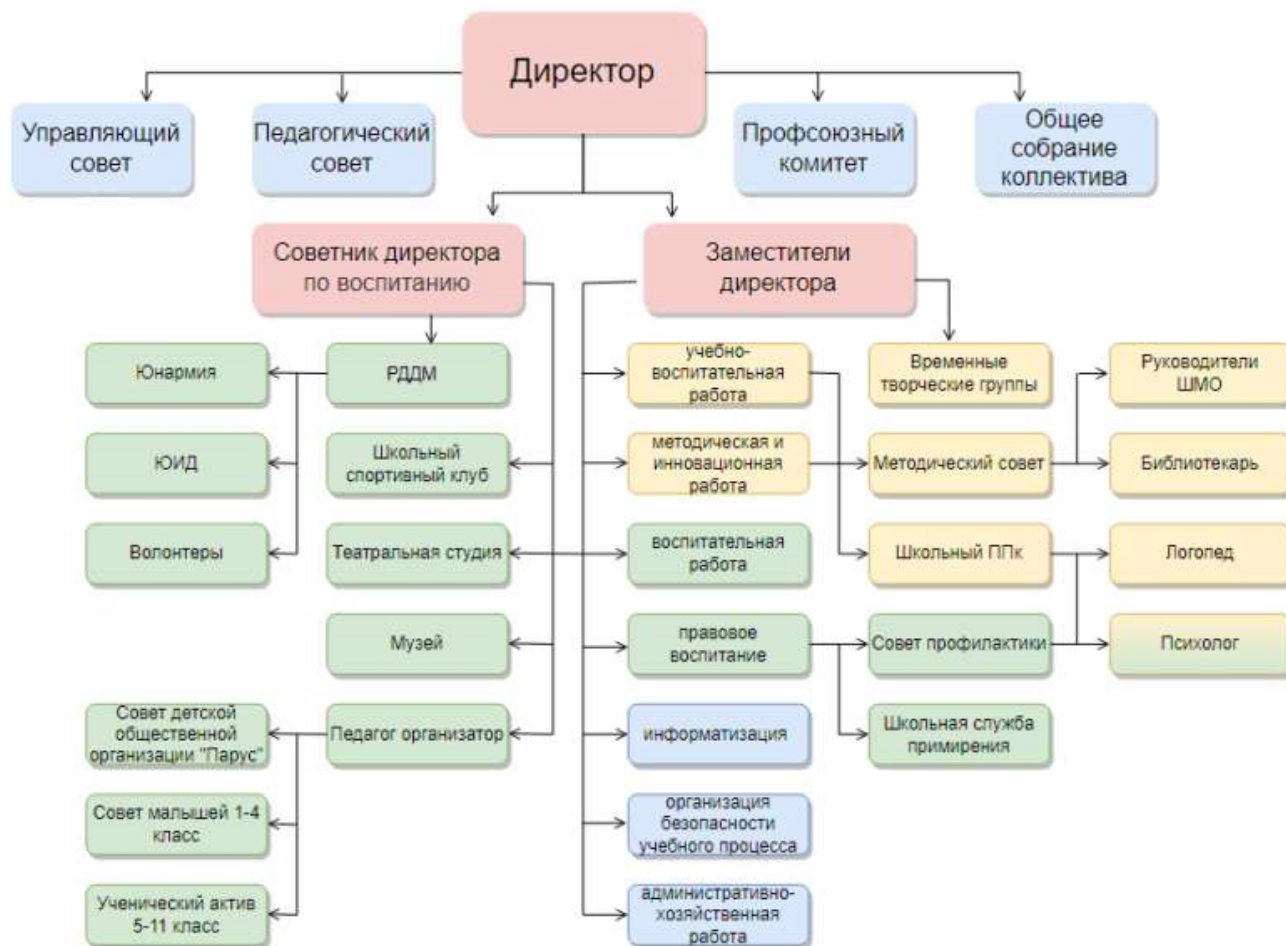 Директор
Управляющий
совет
Педагогический
совет
Профсоюзный
комитет
Общее
собрание
коллектива
Советник директора
по воспитанию
Заместители
директора
Юнармия
РДДМ
учебно-
воспитательная
работа
Временные
творческие группы
Руководители
ШМО
ЮИД
Школьный
спортивный клуб
методическая и
инновационная
работа
Методический совет
Библиотекарь
Волонтеры
Театральная студия
воспитательная
работа
Школьный ППк
Логопед
Музей
правовое
воспитание
Совет профилактики
Психолог
Совет детской
общественной
организации "Парус"
Педагог организатор
информатизация
Школьная служба
примирения
Совет малышей 1-4
класс
организация
безопасности
учебного процесса
Ученический актив
5-11 класс
административно-
хозяйственная
работа